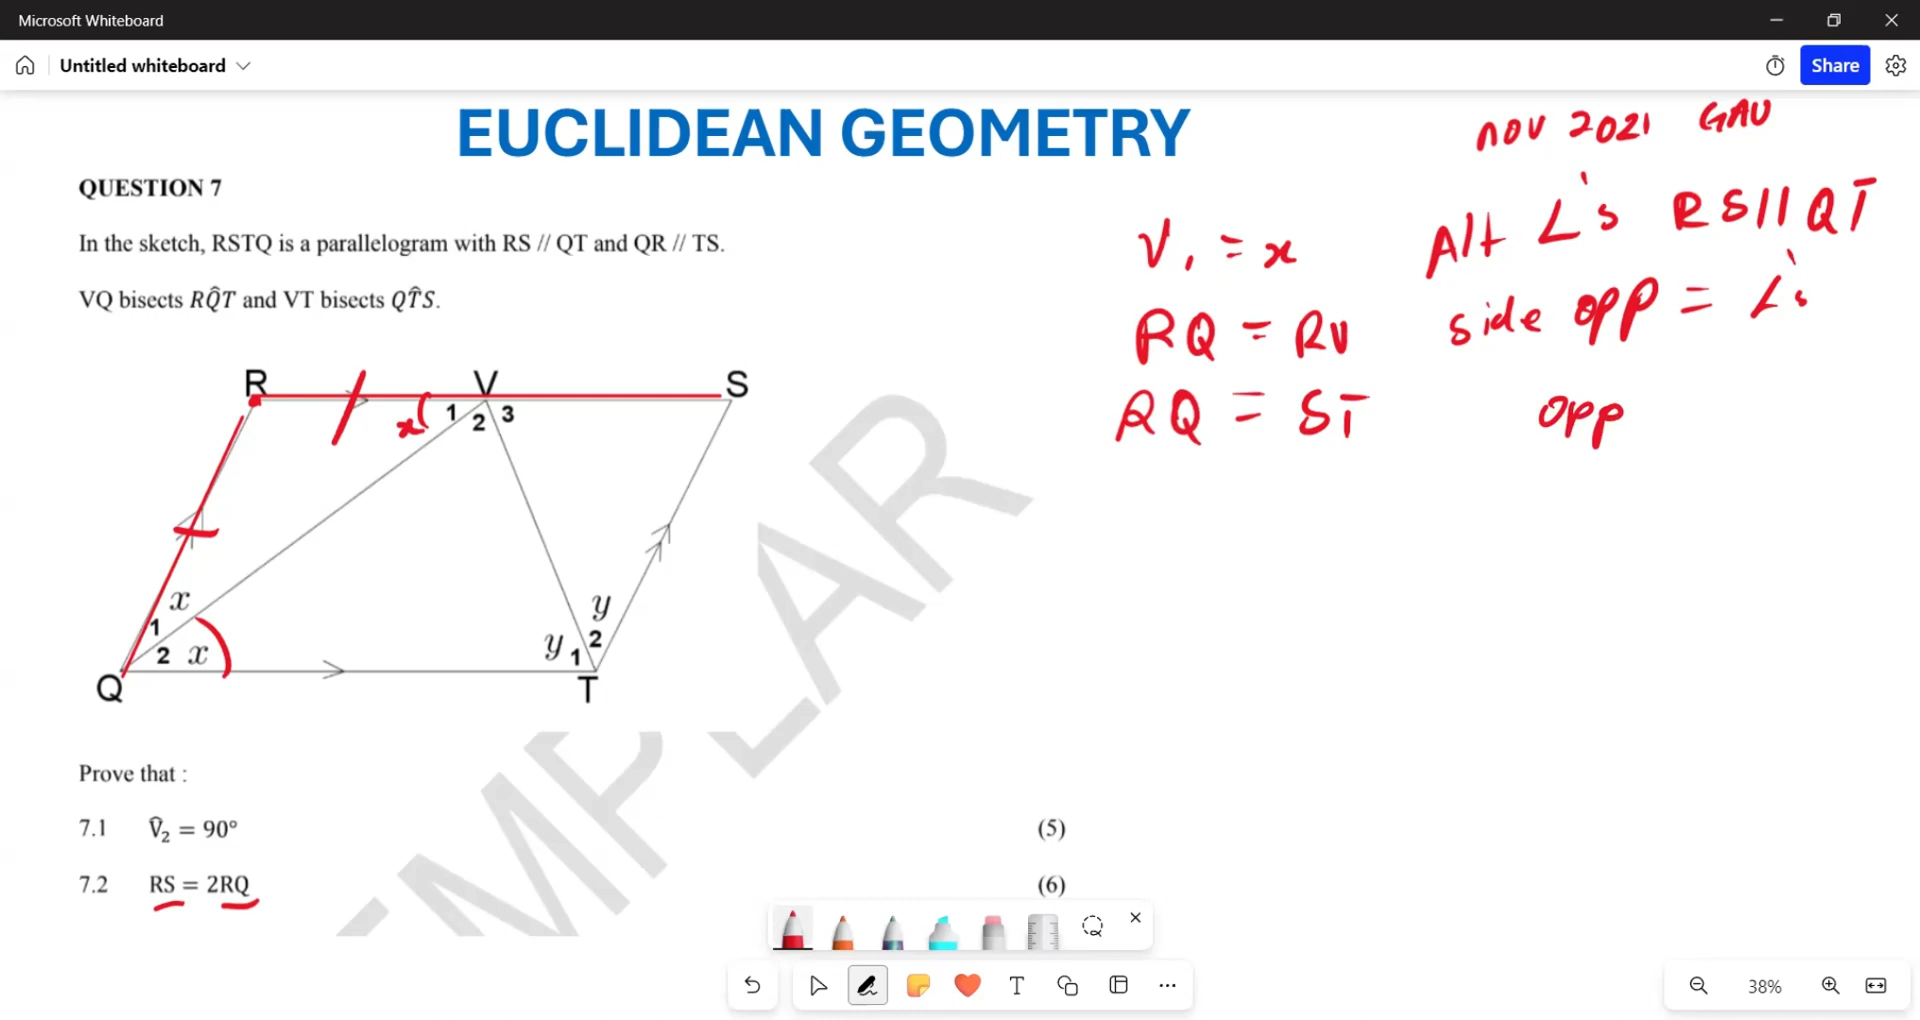 Microsoft Whiteboard
Untitled whiteboard
Share
EUCLIDEAN GEOMETRY
nov 2021 GAU
QUESTION 7
In the sketch, RSTQ is a parallelogram with RS // QT and QR // TS.
VQ bisects RQ̂T and VT bisects QT̂S.
V₁ = x Alt ∠'s RS||QT
RQ = RV side opp = ∠'s
RQ = ST opp
R V S
x 1 2 3
x y
1 2
2 x y 1
Q T
Prove that :
7.1 V̂₂ = 90° (5)
7.2 RS = 2RQ (6)
EMPLAR
38%